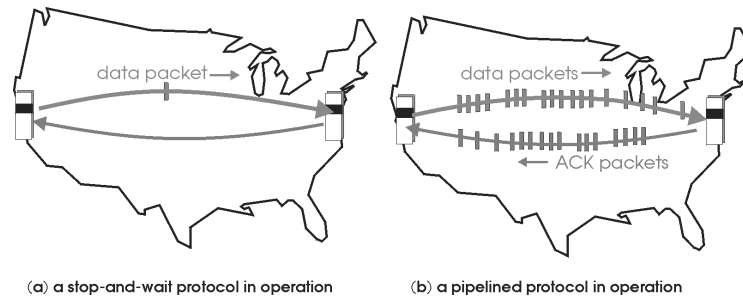 data packet
data packets
ACK packets
(a) a stop-and-wait protocol in operation
(b) a pipelined protocol in operation